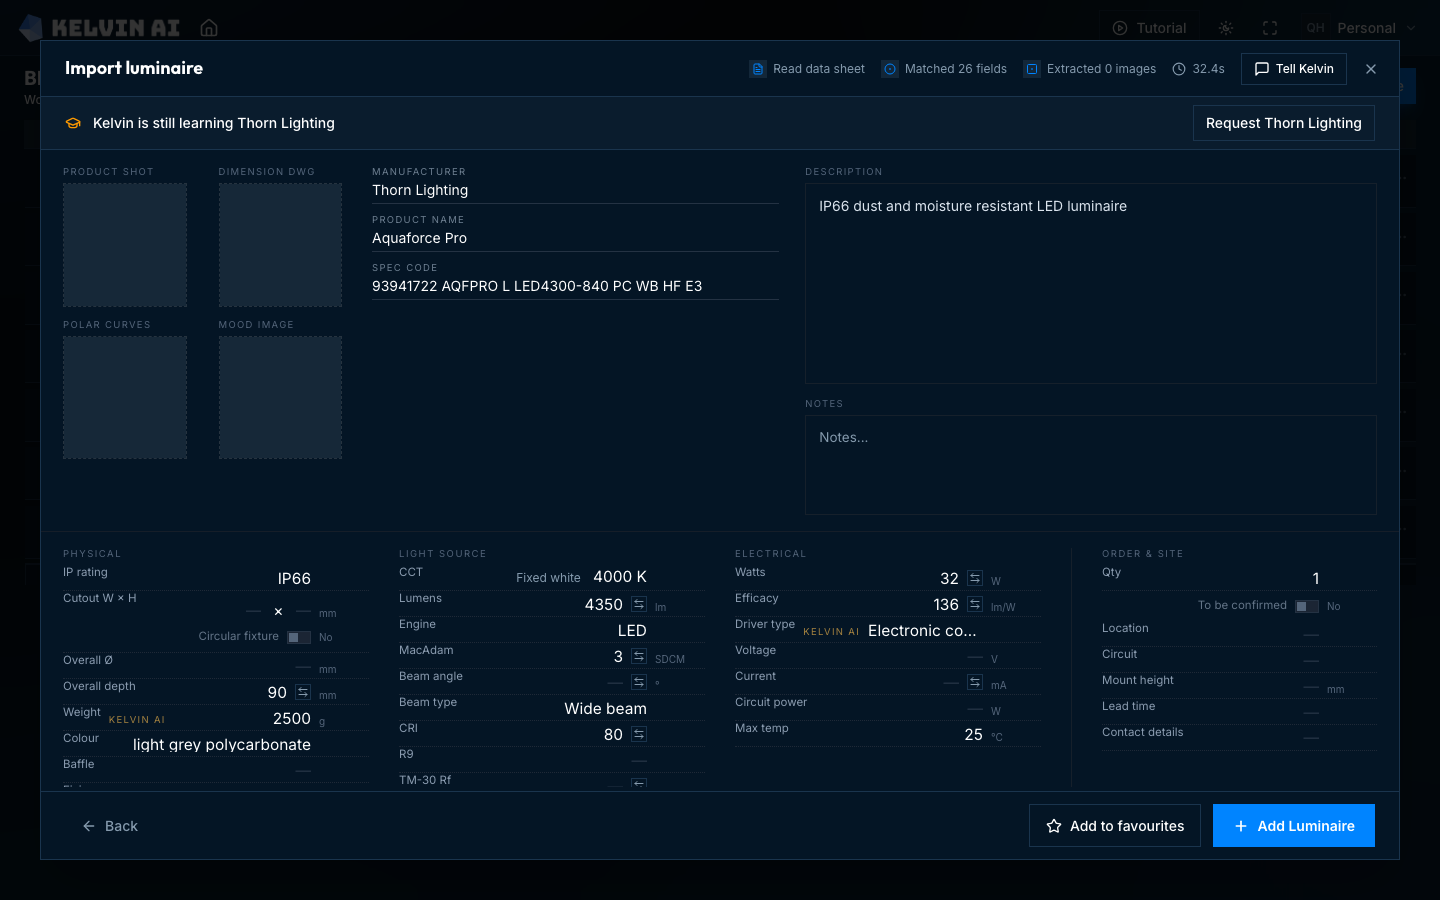 KELVIN AI
Tutorial
QH Personal
Import luminaire
Read data sheet
Matched 26 fields
Extracted 0 images
32.4s
Tell Kelvin
Kelvin is still learning Thorn Lighting
Request Thorn Lighting
PRODUCT SHOT
DIMENSION DWG
POLAR CURVES
MOOD IMAGE
MANUFACTURER
Thorn Lighting
PRODUCT NAME
Aquaforce Pro
SPEC CODE
93941722 AQFPRO L LED4300-840 PC WB HF E3
DESCRIPTION
IP66 dust and moisture resistant LED luminaire
NOTES
Notes...
PHYSICAL
IP rating IP66
Cutout W × H — × — mm
Circular fixture No
Overall Ø — mm
Overall depth 90 mm
Weight KELVIN AI 2500 g
Colour light grey polycarbonate
Baffle —
LIGHT SOURCE
CCT Fixed white 4000 K
Lumens 4350 lm
Engine LED
MacAdam 3 SDCM
Beam angle — °
Beam type Wide beam
CRI 80
R9 —
TM-30 Rf —
ELECTRICAL
Watts 32 W
Efficacy 136 lm/W
Driver type KELVIN AI Electronic co...
Voltage — V
Current — mA
Circuit power — W
Max temp 25 °C
ORDER & SITE
Qty 1
To be confirmed No
Location —
Circuit —
Mount height — mm
Lead time —
Contact details —
Back
Add to favourites
Add Luminaire